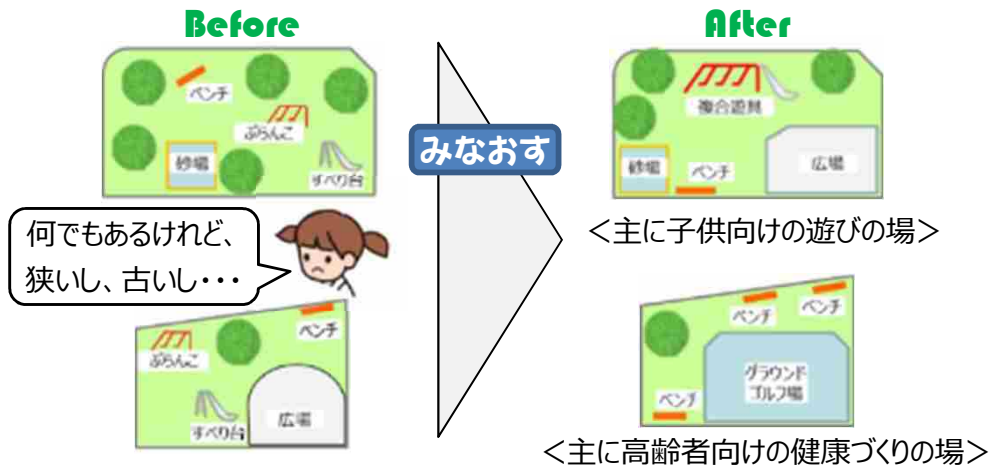 Before
ベンチ
ぶらんこ
砂場
すべり台
何でもあるけれど、
狭いし、古いし・・・
ベンチ
ぶらんこ
すべり台
広場
みなおす
After
複合遊具
砂場
ベンチ
広場
＜主に子供向けの遊びの場＞
ベンチ
ベンチ
グラウンド
ゴルフ場
ベンチ
＜主に高齢者向けの健康づくりの場＞